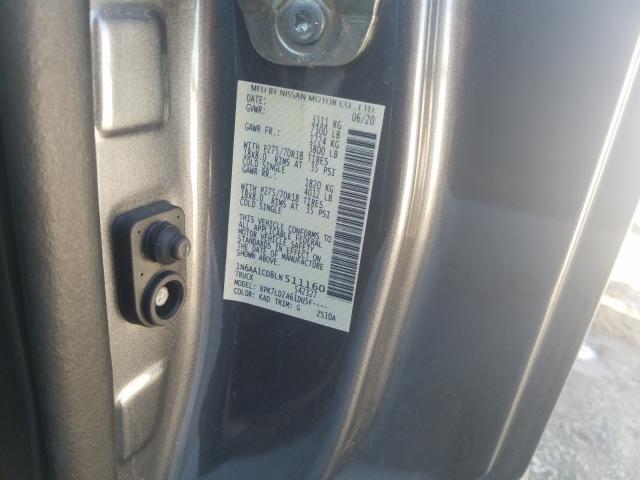 MFD BY NISSAN MOTOR CO., LTD.
DATE: 06/20
GVWR: 3311 KG
7300 LB
GAWR FR: 1724 KG
3800 LB
WITH P275/70R18 TIRES
18X8.0 RIMS AT 35 PSI
COLD SINGLE
GAWR RR: 1820 KG
4012 LB
WITH P275/70R18 TIRES
18X8.0 RIMS AT 35 PSI
COLD SINGLE
THIS VEHICLE CONFORMS TO
ALL APPLICABLE FEDERAL
MOTOR VEHICLE SAFETY
STANDARDS IN EFFECT ON
THE DATE OF MANUFACTURE
SHOWN ABOVE.
1N6AA1CD8LN511160
TRUCK 542327
MODEL: BPK7LD2A61DU5F----
COLOR: KAD TRIM: G ZS10A